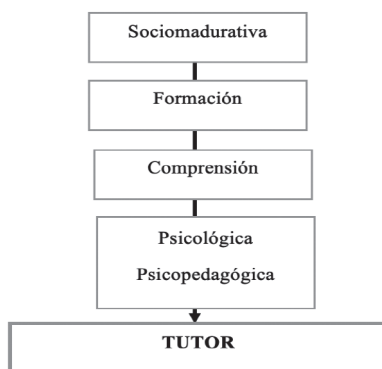 Sociomadurativa
Formación
Comprensión
Psicológica
Psicopedagógica
TUTOR